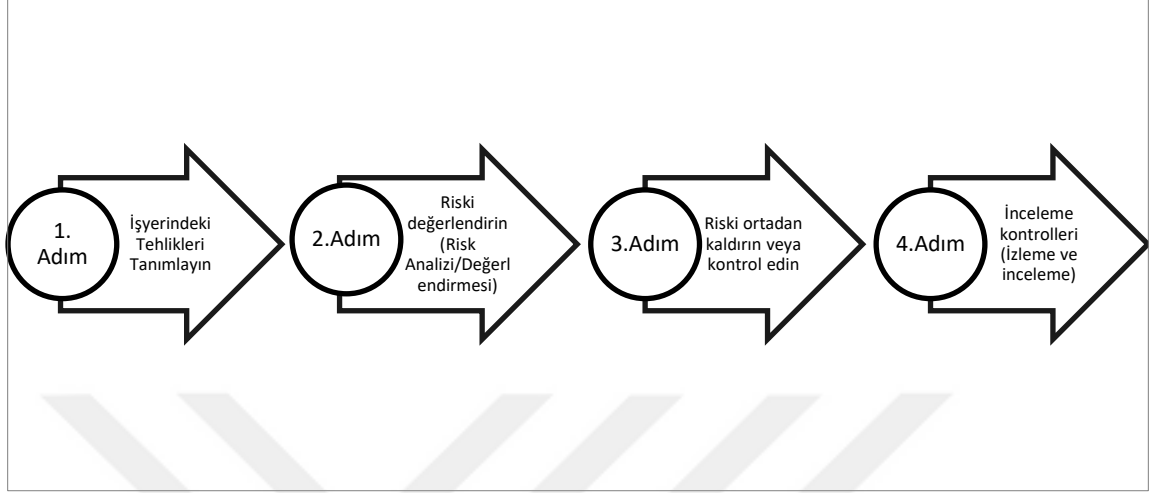 1.
Adım
İşyerindeki
Tehlikeleri
Tanımlayın
2.Adım
Riski
değerlendirin
(Risk
Analizi/Değerl
endirmesi)
3.Adım
Riski ortadan
kaldırın veya
kontrol edin
4.Adım
İnceleme
kontrolleri
(İzleme ve
inceleme)